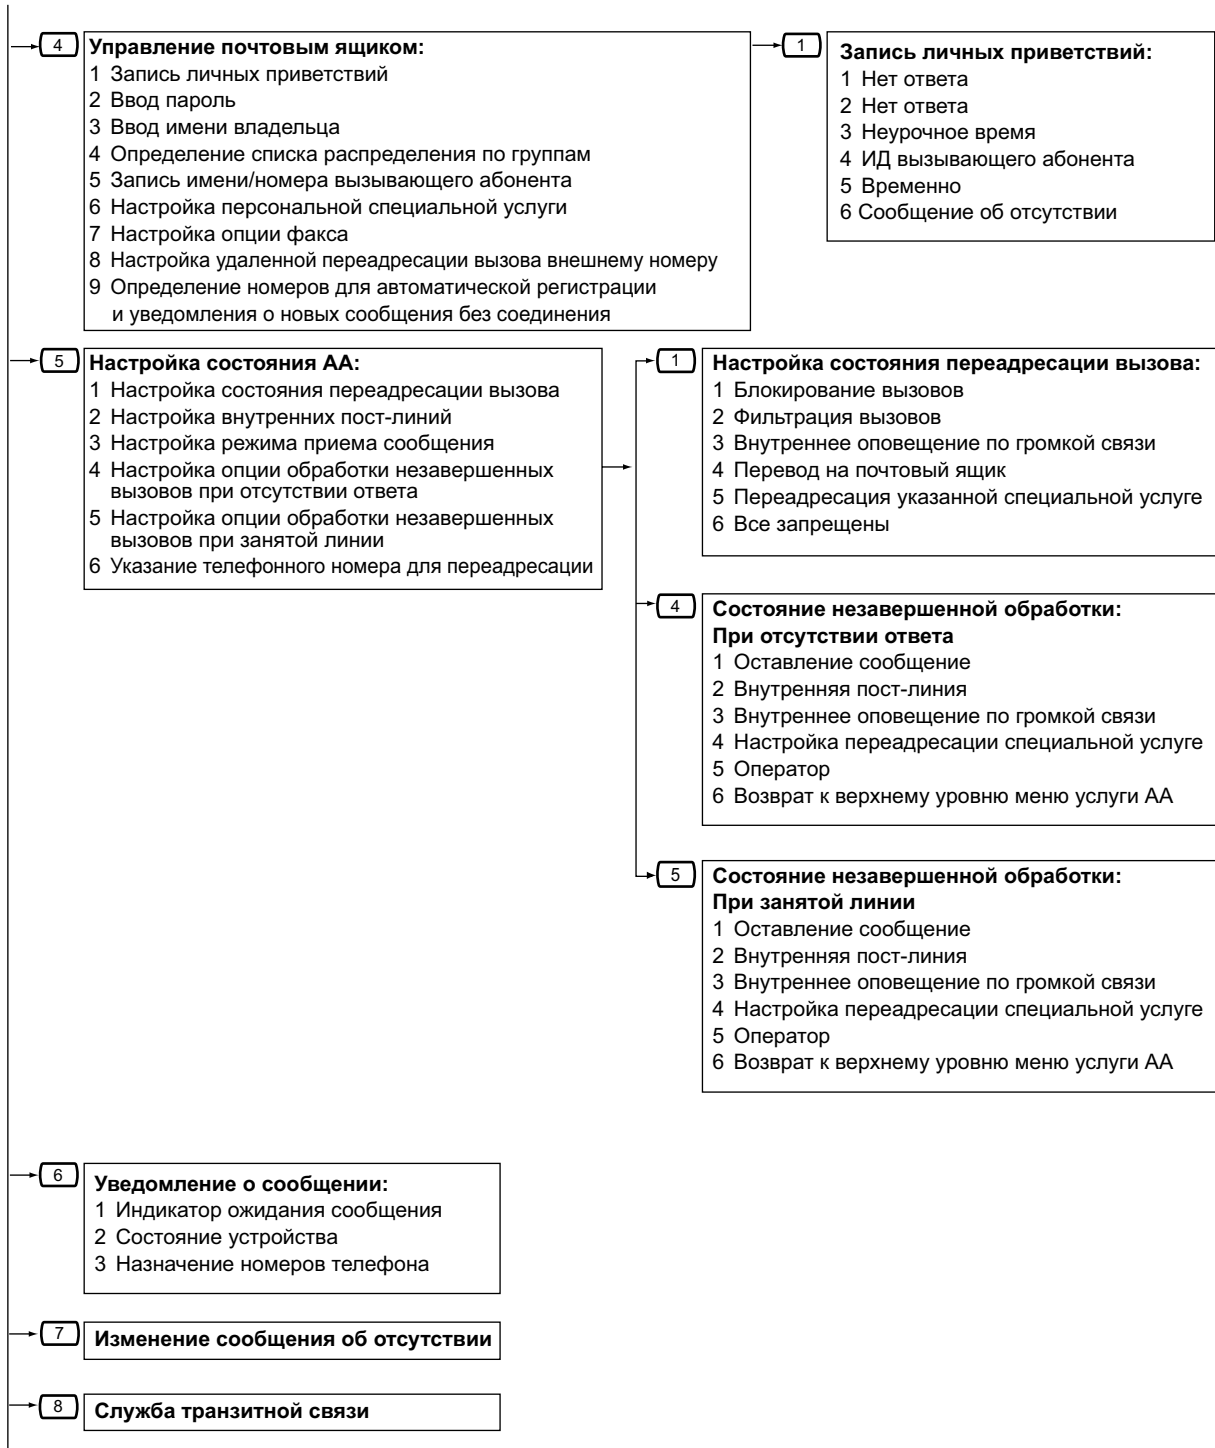 4
Управление почтовым ящиком:
1 Запись личных приветствий
2 Ввод пароль
3 Ввод имени владельца
4 Определение списка распределения по группам
5 Запись имени/номера вызывающего абонента
6 Настройка персональной специальной услуги
7 Настройка опции факса
8 Настройка удаленной переадресации вызова внешнему номеру
9 Определение номеров для автоматической регистрации
и уведомления о новых сообщения без соединения
1
Запись личных приветствий:
1 Нет ответа
2 Нет ответа
3 Неурочное время
4 ИД вызывающего абонента
5 Временно
6 Сообщение об отсутствии
5
Настройка состояния АА:
1 Настройка состояния переадресации вызова
2 Настройка внутренних пост-линий
3 Настройка режима приема сообщения
4 Настройка опции обработки незавершенных
вызовов при отсутствии ответа
5 Настройка опции обработки незавершенных
вызовов при занятой линии
6 Указание телефонного номера для переадресации
1
Настройка состояния переадресации вызова:
1 Блокирование вызовов
2 Фильтрация вызовов
3 Внутреннее оповещение по громкой связи
4 Перевод на почтовый ящик
5 Переадресация указанной специальной услуге
6 Все запрещены
4
Состояние незавершенной обработки:
При отсутствии ответа
1 Оставление сообщение
2 Внутренняя пост-линия
3 Внутреннее оповещение по громкой связи
4 Настройка переадресации специальной услуге
5 Оператор
6 Возврат к верхнему уровню меню услуги АА
5
Состояние незавершенной обработки:
При занятой линии
1 Оставление сообщение
2 Внутренняя пост-линия
3 Внутреннее оповещение по громкой связи
4 Настройка переадресации специальной услуге
5 Оператор
6 Возврат к верхнему уровню меню услуги АА
6
Уведомление о сообщении:
1 Индикатор ожидания сообщения
2 Состояние устройства
3 Назначение номеров телефона
7
Изменение сообщения об отсутствии
8
Служба транзитной связи